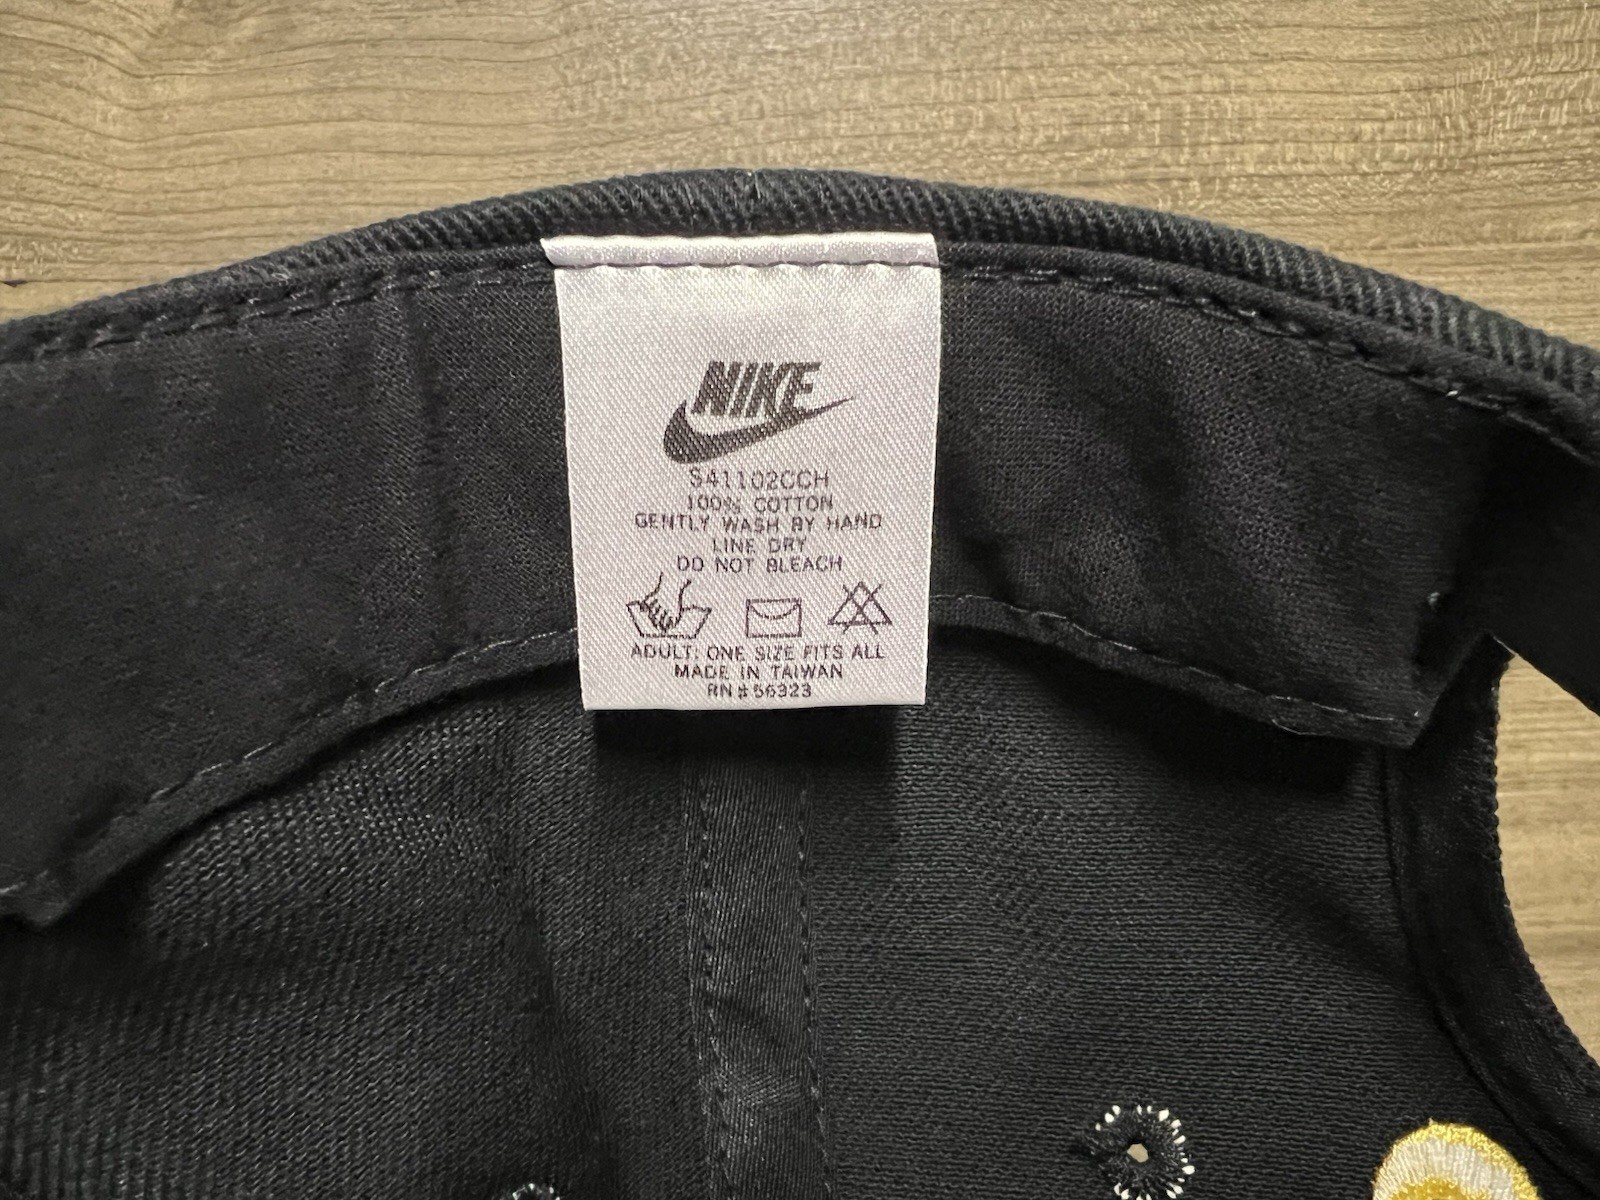 NIKE
S41102CCH
100% COTTON
GENTLY WASH BY HAND
LINE DRY
DO NOT BLEACH
ADULT: ONE SIZE FITS ALL
MADE IN TAIWAN
RN # 56323